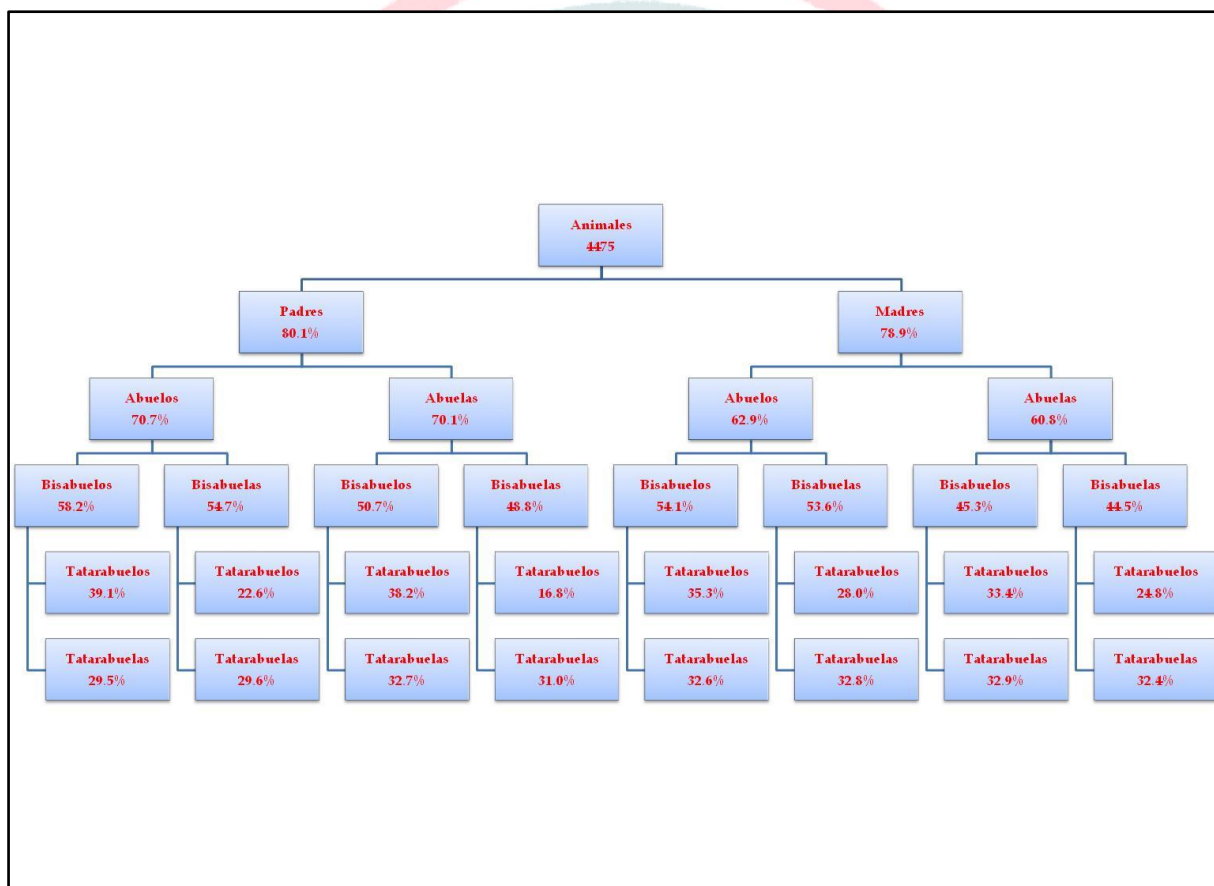 Animales
4475
Padres
80.1%
Madres
78.9%
Abuelos
70.7%
Abuelas
70.1%
Abuelos
62.9%
Abuelas
60.8%
Bisabuelos
58.2%
Bisabuelas
54.7%
Bisabuelos
50.7%
Bisabuelas
48.8%
Bisabuelos
54.1%
Bisabuelas
53.6%
Bisabuelos
45.3%
Bisabuelas
44.5%
Tatarabuelos
39.1%
Tatarabuelos
22.6%
Tatarabuelos
38.2%
Tatarabuelos
16.8%
Tatarabuelos
35.3%
Tatarabuelos
28.0%
Tatarabuelos
33.4%
Tatarabuelos
24.8%
Tatarabuelas
29.5%
Tatarabuelas
29.6%
Tatarabuelas
32.7%
Tatarabuelas
31.0%
Tatarabuelas
32.6%
Tatarabuelas
32.8%
Tatarabuelas
32.9%
Tatarabuelas
32.4%